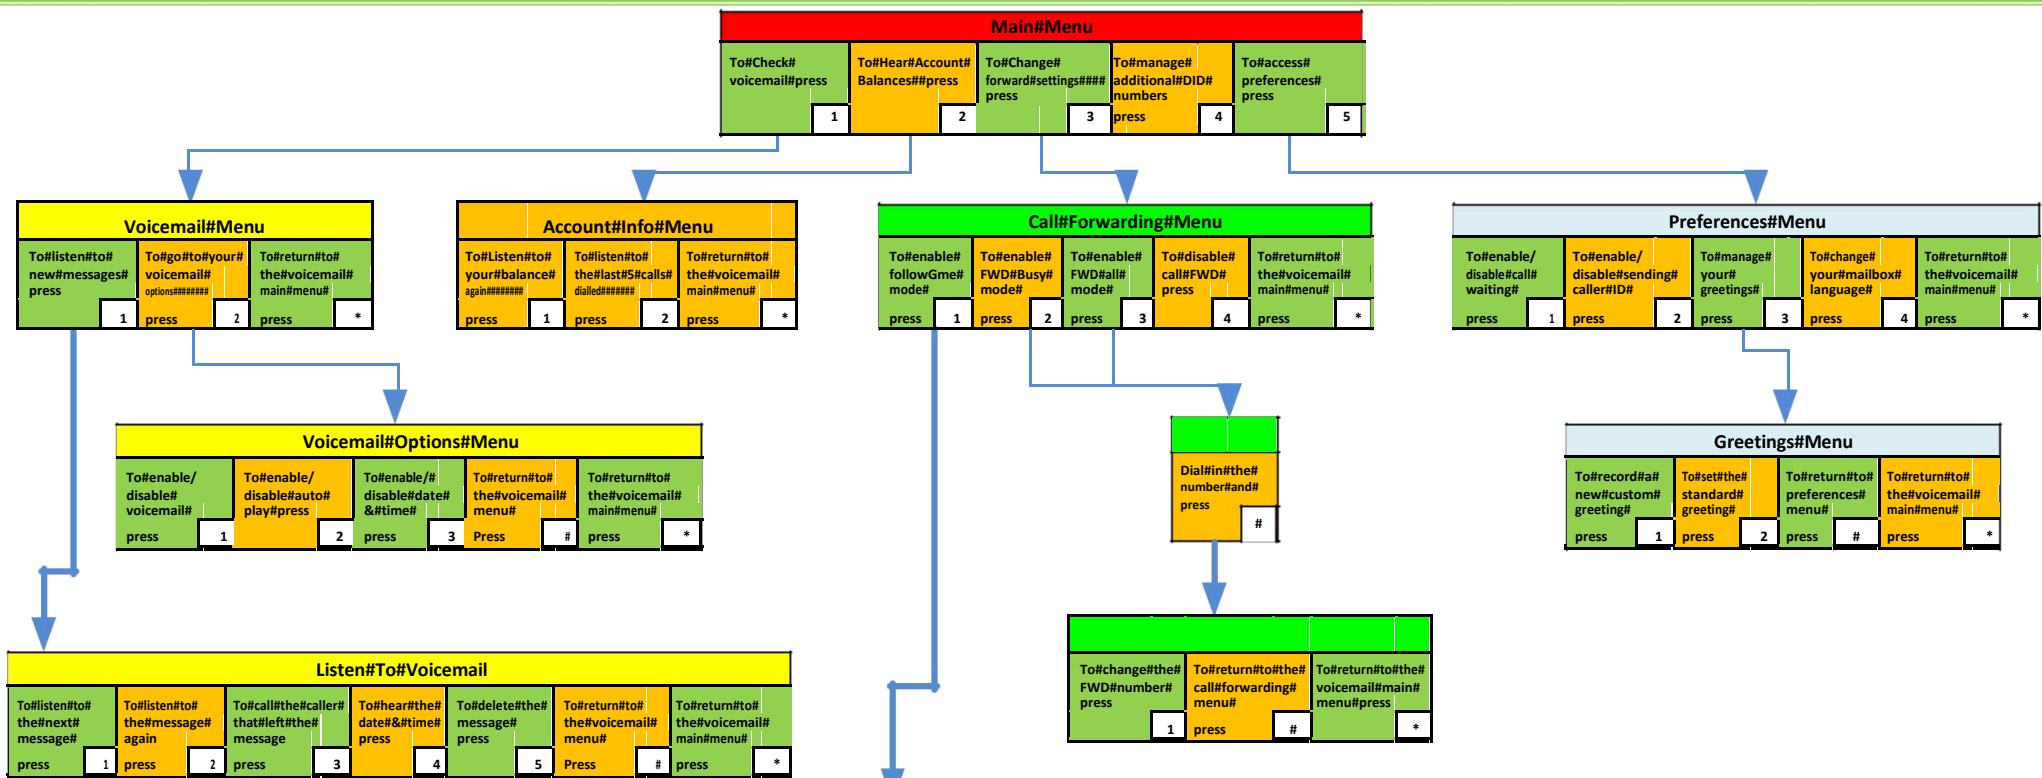 Main#Menu
To#Check#
voicemail#press
1
To#Hear#Account#
Balances##press
2
To#Change#
forward#settings####
press
3
To#manage#
additional#DID#
numbers
press
4
To#access#
preferences#
press
5
Voicemail#Menu
To#listen#to#
new#messages#
press
1
To#go#to#your#
voicemail#
options########
press
2
To#return#to#
the#voicemail#
main#menu#
press
*
Account#Info#Menu
To#Listen#to#
your#balance#
again########
press
1
To#listen#to#
the#last#5#calls#
dialled#######
press
2
To#return#to#
the#voicemail#
main#menu#
press
*
Call#Forwarding#Menu
To#enable#
followGme#
mode#
press
1
To#enable#
FWD#Busy#
mode#
press
2
To#enable#
FWD#all#
mode#
press
3
To#disable#
call#FWD#
press
4
To#return#to#
the#voicemail#
main#menu#
press
*
Preferences#Menu
To#enable/
disable#call#
waiting#
press
1
To#enable/
disable#sending#
caller#ID#
press
2
To#manage#
your#
greetings#
press
3
To#change#
your#mailbox#
language#
press
4
To#return#to#
the#voicemail#
main#menu#
press
*
Voicemail#Options#Menu
To#enable/
disable#
voicemail#
press
1
To#enable/
disable#auto#
play#press
2
To#enable/#
disable#date#
&#time#
press
3
To#return#to#
the#voicemail#
menu#
Press
#
To#return#to#
the#voicemail#
main#menu#
press
*
Dial#in#the#
number#and#
press
#
Greetings#Menu
To#record#a#
new#custom#
greeting#
press
1
To#set#the#
standard#
greeting#
press
2
To#return#to#
preferences#
menu#
press
#
To#return#to#
the#voicemail#
main#menu#
press
*
To#change#the#
FWD#number#
press
1
To#return#to#the#
call#forwarding#
menu#
press
#
To#return#to#the#
voicemail#main#
menu#press
*
Listen#To#Voicemail
To#listen#to#
the#next#
message#
press
1
To#listen#to#
the#message#
again
press
2
To#call#the#caller#
that#left#the#
message
press
3
To#hear#the#
date#&#time#
press
4
To#delete#the#
message#
press
5
To#return#to#
the#voicemail#
menu#
Press
#
To#return#to#
the#voicemail#
main#menu#
press
*